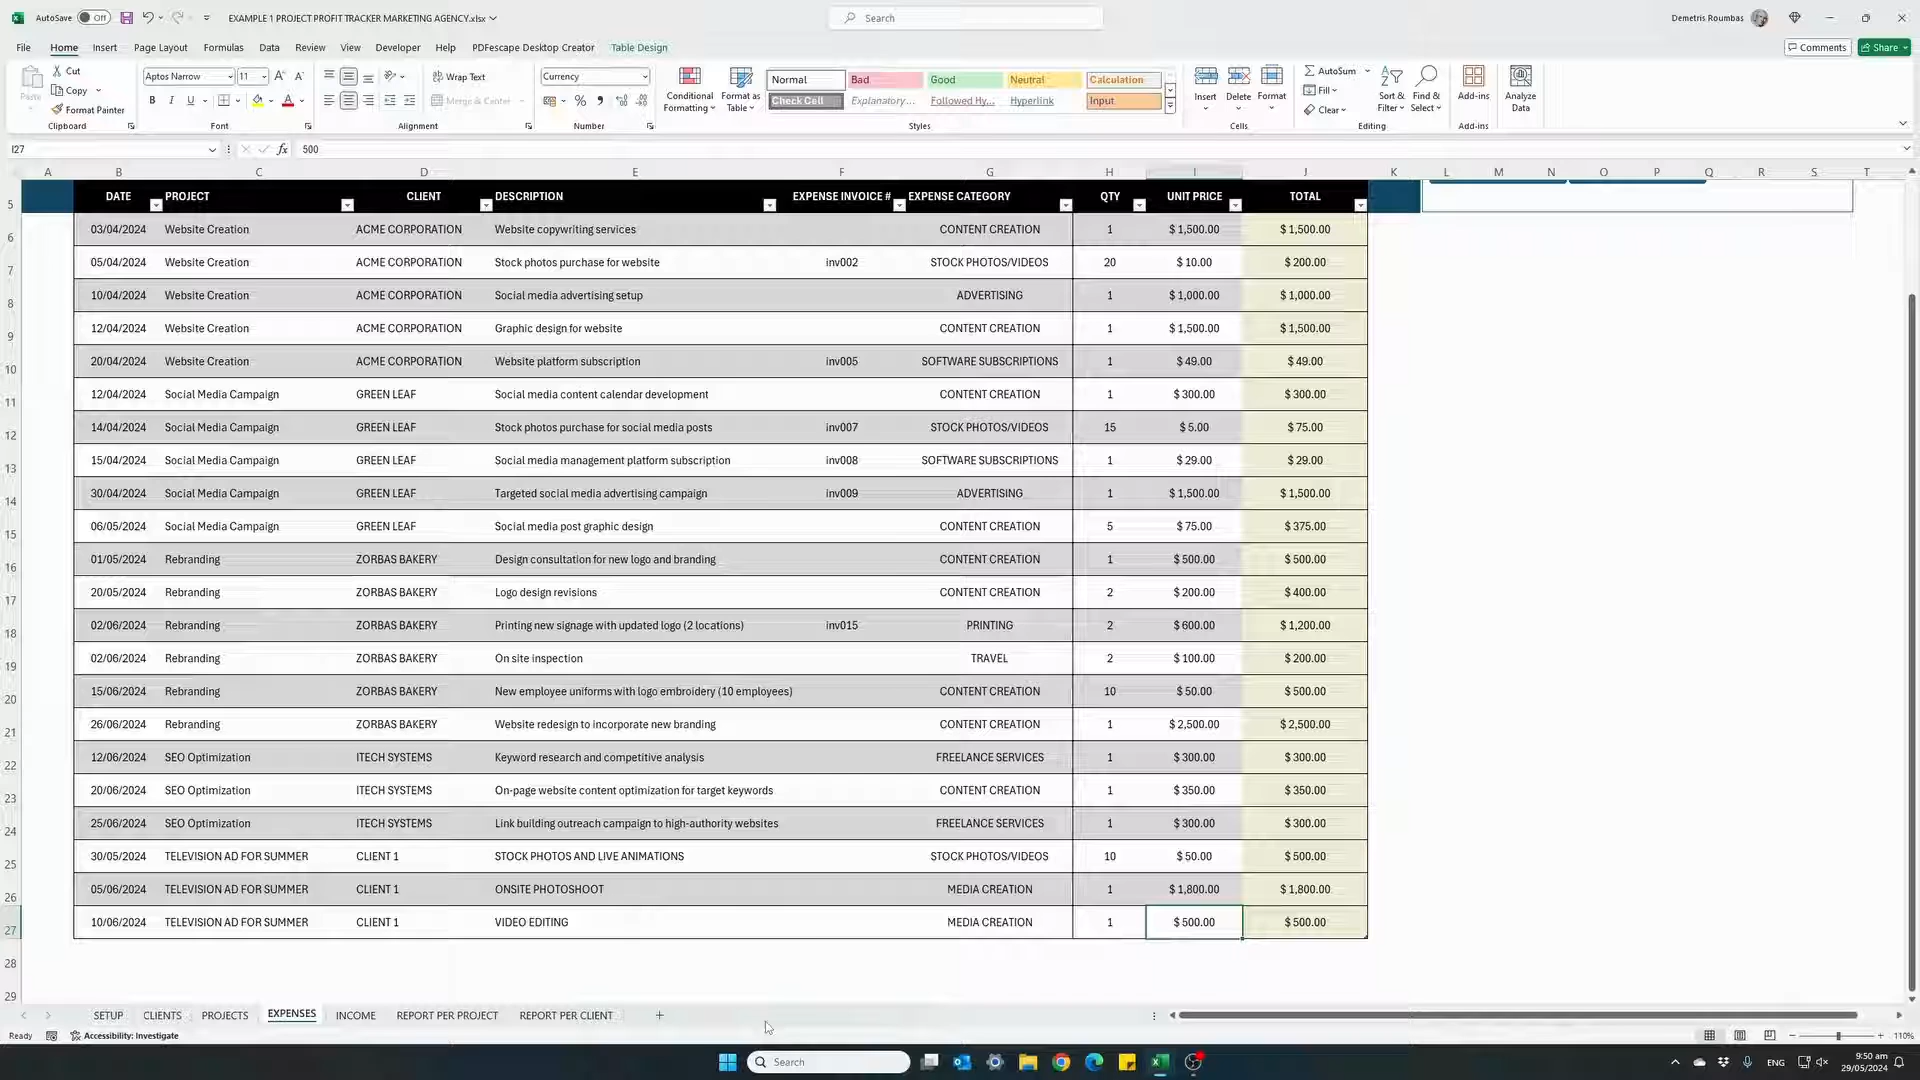 AutoSave Off EXAMPLE 1 PROJECT PROFIT TRACKER MARKETING AGENCY.xlsx Search Demetris Roumbas
File Home Insert Page Layout Formulas Data Review View Developer Help PDFescape Desktop Creator Table Design Comments Share
Cut Aptos Narrow 11 Wrap Text Currency Normal Bad Good Neutral Calculation AutoSum
Copy Check Cell Explanatory... Followed Hy... Hyperlink Input Fill
Paste Format Painter B I U Merge & Center Conditional Formatting Format as Table Insert Delete Format Clear Sort & Filter Find & Select Add-ins Analyze Data
Clipboard Font Alignment Number Styles Cells Editing Add-ins
I27 fx 500
A B C D E F G H I J K L M N O P Q R S T
5 DATE PROJECT CLIENT DESCRIPTION EXPENSE INVOICE # EXPENSE CATEGORY QTY UNIT PRICE TOTAL
6 03/04/2024 Website Creation ACME CORPORATION Website copywriting services CONTENT CREATION 1 $ 1,500.00 $ 1,500.00
7 05/04/2024 Website Creation ACME CORPORATION Stock photos purchase for website inv002 STOCK PHOTOS/VIDEOS 20 $ 10.00 $ 200.00
8 10/04/2024 Website Creation ACME CORPORATION Social media advertising setup ADVERTISING 1 $ 1,000.00 $ 1,000.00
9 12/04/2024 Website Creation ACME CORPORATION Graphic design for website CONTENT CREATION 1 $ 1,500.00 $ 1,500.00
10 20/04/2024 Website Creation ACME CORPORATION Website platform subscription inv005 SOFTWARE SUBSCRIPTIONS 1 $ 49.00 $ 49.00
11 12/04/2024 Social Media Campaign GREEN LEAF Social media content calendar development CONTENT CREATION 1 $ 300.00 $ 300.00
12 14/04/2024 Social Media Campaign GREEN LEAF Stock photos purchase for social media posts inv007 STOCK PHOTOS/VIDEOS 15 $ 5.00 $ 75.00
13 15/04/2024 Social Media Campaign GREEN LEAF Social media management platform subscription inv008 SOFTWARE SUBSCRIPTIONS 1 $ 29.00 $ 29.00
14 30/04/2024 Social Media Campaign GREEN LEAF Targeted social media advertising campaign inv009 ADVERTISING 1 $ 1,500.00 $ 1,500.00
15 06/05/2024 Social Media Campaign GREEN LEAF Social media post graphic design CONTENT CREATION 5 $ 75.00 $ 375.00
16 01/05/2024 Rebranding ZORBAS BAKERY Design consultation for new logo and branding CONTENT CREATION 1 $ 500.00 $ 500.00
17 20/05/2024 Rebranding ZORBAS BAKERY Logo design revisions CONTENT CREATION 2 $ 200.00 $ 400.00
18 02/06/2024 Rebranding ZORBAS BAKERY Printing new signage with updated logo (2 locations) inv015 PRINTING 2 $ 600.00 $ 1,200.00
19 02/06/2024 Rebranding ZORBAS BAKERY On site inspection TRAVEL 2 $ 100.00 $ 200.00
20 15/06/2024 Rebranding ZORBAS BAKERY New employee uniforms with logo embroidery (10 employees) CONTENT CREATION 10 $ 50.00 $ 500.00
21 26/06/2024 Rebranding ZORBAS BAKERY Website redesign to incorporate new branding CONTENT CREATION 1 $ 2,500.00 $ 2,500.00
22 12/06/2024 SEO Optimization ITECH SYSTEMS Keyword research and competitive analysis FREELANCE SERVICES 1 $ 300.00 $ 300.00
23 20/06/2024 SEO Optimization ITECH SYSTEMS On-page website content optimization for target keywords CONTENT CREATION 1 $ 350.00 $ 350.00
24 25/06/2024 SEO Optimization ITECH SYSTEMS Link building outreach campaign to high-authority websites FREELANCE SERVICES 1 $ 300.00 $ 300.00
25 30/05/2024 TELEVISION AD FOR SUMMER CLIENT 1 STOCK PHOTOS AND LIVE ANIMATIONS STOCK PHOTOS/VIDEOS 10 $ 50.00 $ 500.00
26 05/06/2024 TELEVISION AD FOR SUMMER CLIENT 1 ONSITE PHOTOSHOOT MEDIA CREATION 1 $ 1,800.00 $ 1,800.00
27 10/06/2024 TELEVISION AD FOR SUMMER CLIENT 1 VIDEO EDITING MEDIA CREATION 1 $ 500.00 $ 500.00
28
29
SETUP CLIENTS PROJECTS EXPENSES INCOME REPORT PER PROJECT REPORT PER CLIENT
Ready Accessibility: Investigate 110%
Search ENG 9:50 am
29/05/2024